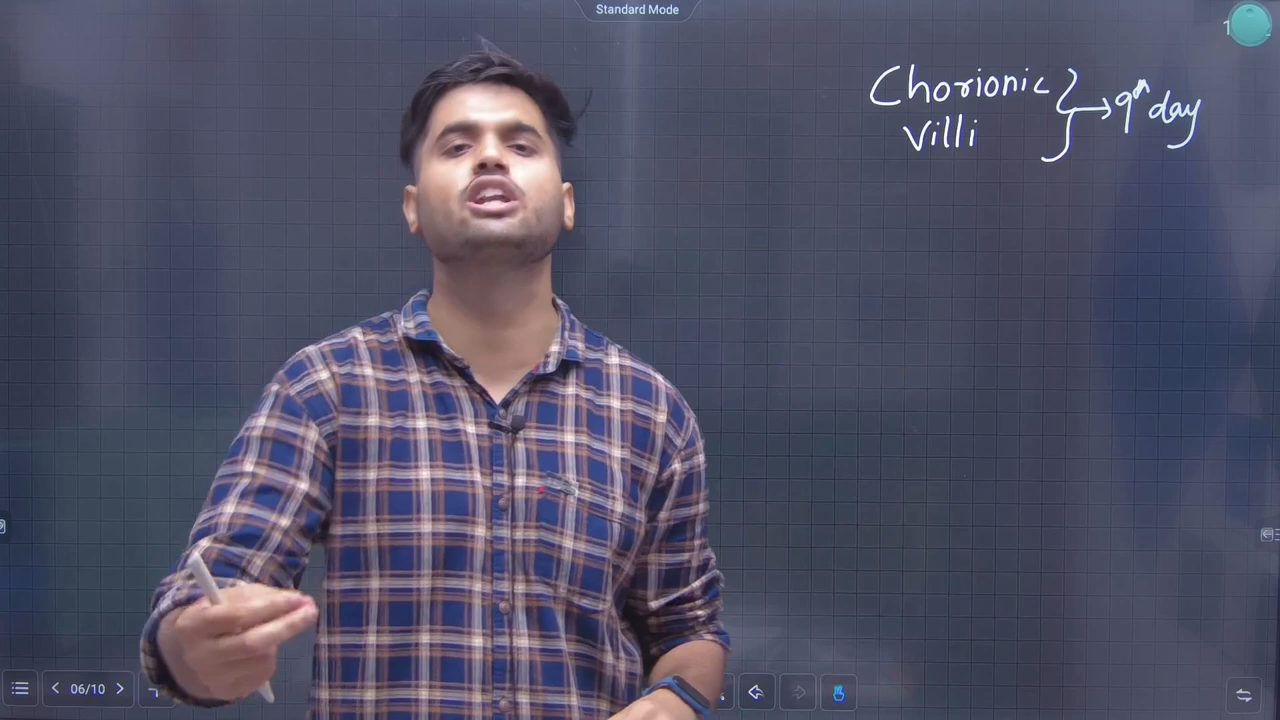 Standard Mode
Chorionic
Villi
→ 9th day
06/10